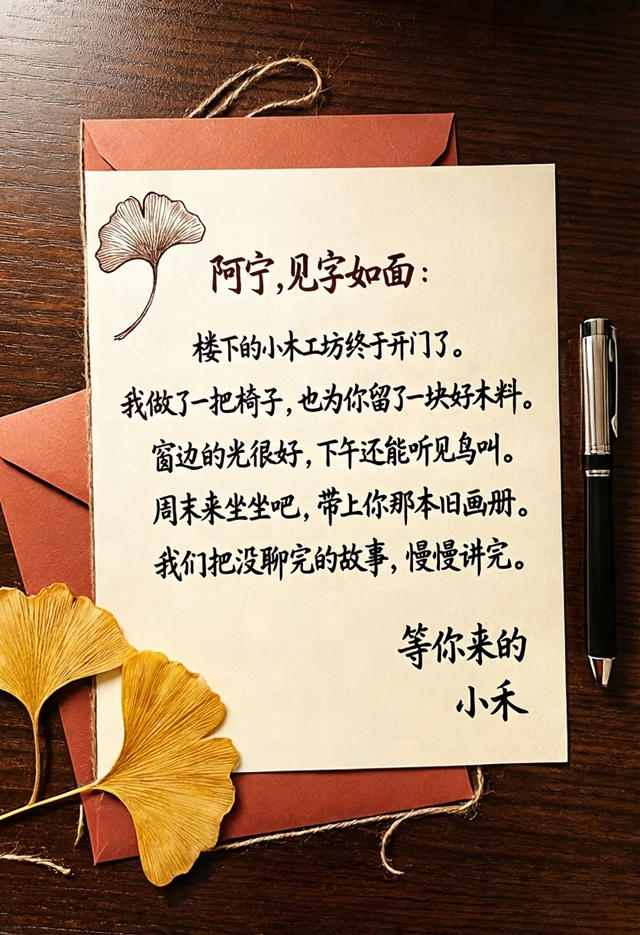 阿宁,见字如面:
楼下的小木工坊终于开门了。
我做了一把椅子,也为你留了一块好木料。
窗边的光很好,下午还能听见鸟叫。
周末来坐坐吧,带上你那本旧画册。
我们把没聊完的故事,慢慢讲完。
等你来的
小禾